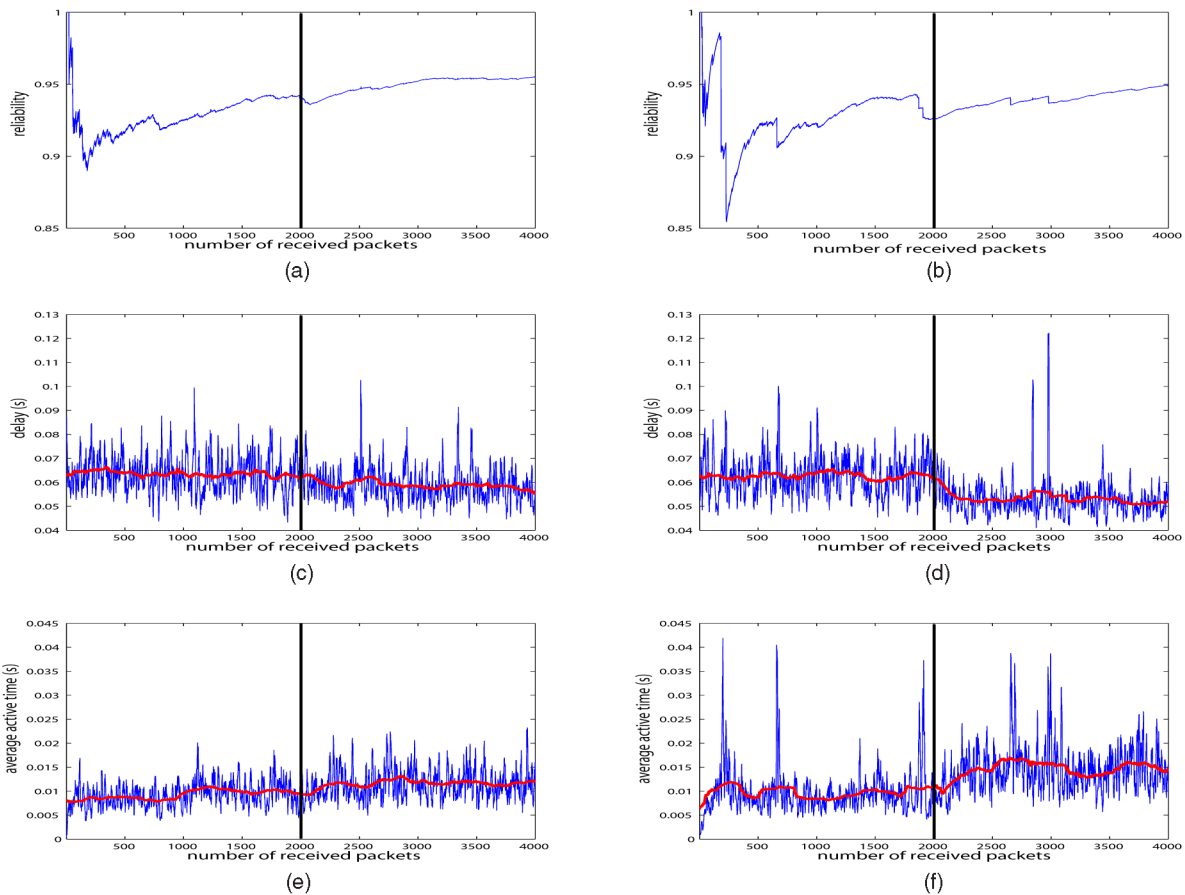 1
0.95
0.9
0.85
reliability
500 1000 1500 2000 2500 3000 3500 4000
number of received packets
(a)
1
0.95
0.9
0.85
reliability
500 1000 1500 2000 2500 3000 3500 4000
number of received packets
(b)
0.13
0.12
0.11
0.1
0.09
0.08
0.07
0.06
0.05
0.04
delay (s)
500 1000 1500 2000 2500 3000 3500 4000
number of received packets
(c)
0.13
0.12
0.11
0.1
0.09
0.08
0.07
0.06
0.05
0.04
delay (s)
500 1000 1500 2000 2500 3000 3500 4000
number of received packets
(d)
0.045
0.04
0.035
0.03
0.025
0.02
0.015
0.01
0.005
0
average active time (s)
500 1000 1500 2000 2500 3000 3500 4000
number of received packets
(e)
0.045
0.04
0.035
0.03
0.025
0.02
0.015
0.01
0.005
0
average active time (s)
500 1000 1500 2000 2500 3000 3500 4000
number of received packets
(f)